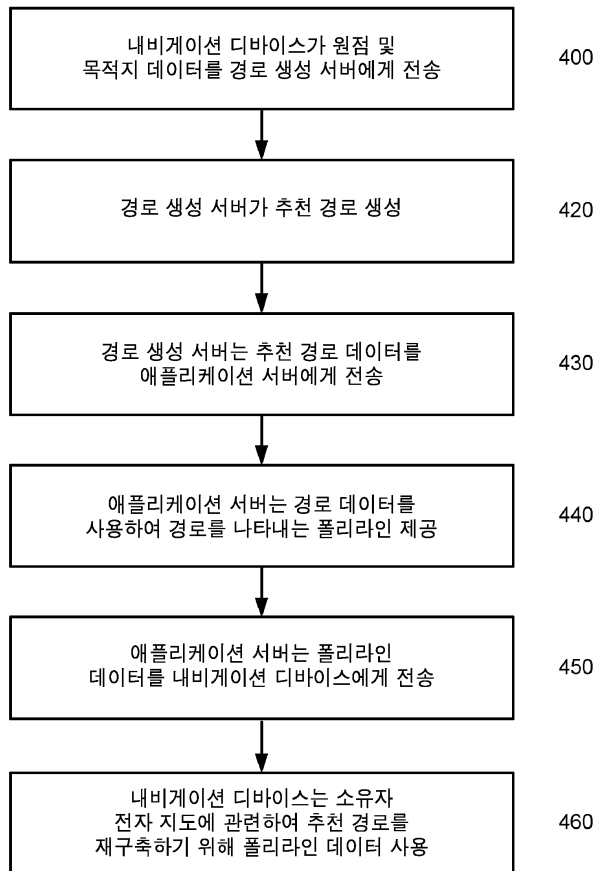 내비게이션 디바이스가 원점 및
목적지 데이터를 경로 생성 서버에게 전송
400
경로 생성 서버가 추천 경로 생성
420
경로 생성 서버는 추천 경로 데이터를
애플리케이션 서버에게 전송
430
애플리케이션 서버는 경로 데이터를
사용하여 경로를 나타내는 폴리라인 제공
440
애플리케이션 서버는 폴리라인
데이터를 내비게이션 디바이스에게 전송
450
내비게이션 디바이스는 소유자
전자 지도에 관련하여 추천 경로를
재구축하기 위해 폴리라인 데이터 사용
460